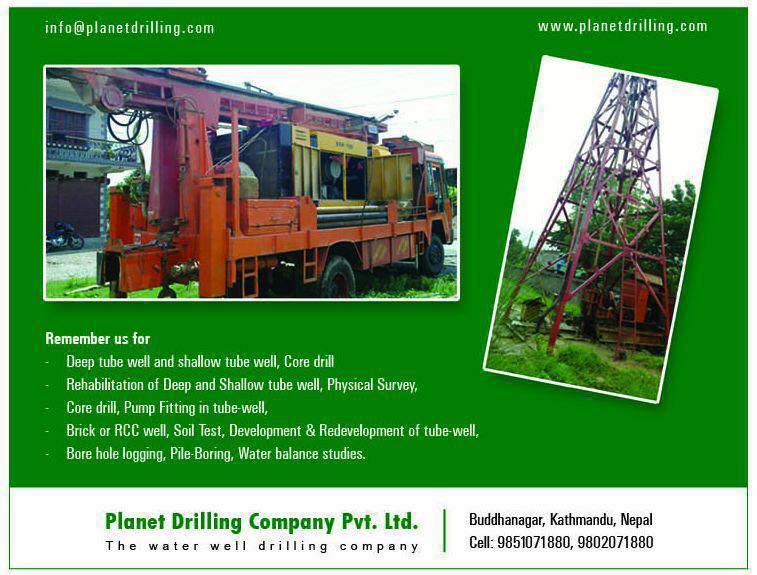 info@planetdrilling.com
www.planetdrilling.com
Remember us for
- Deep tube well and shallow tube well, Core drill
- Rehabilitation of Deep and Shallow tube well, Physical Survey,
- Core drill, Pump Fitting in tube-well,
- Brick or RCC well, Soil Test, Development & Redevelopment of tube-well,
- Bore hole logging, Pile-Boring, Water balance studies.
Planet Drilling Company Pvt. Ltd.
The water well drilling company
Buddhanagar, Kathmandu, Nepal
Cell: 9851071880, 9802071880